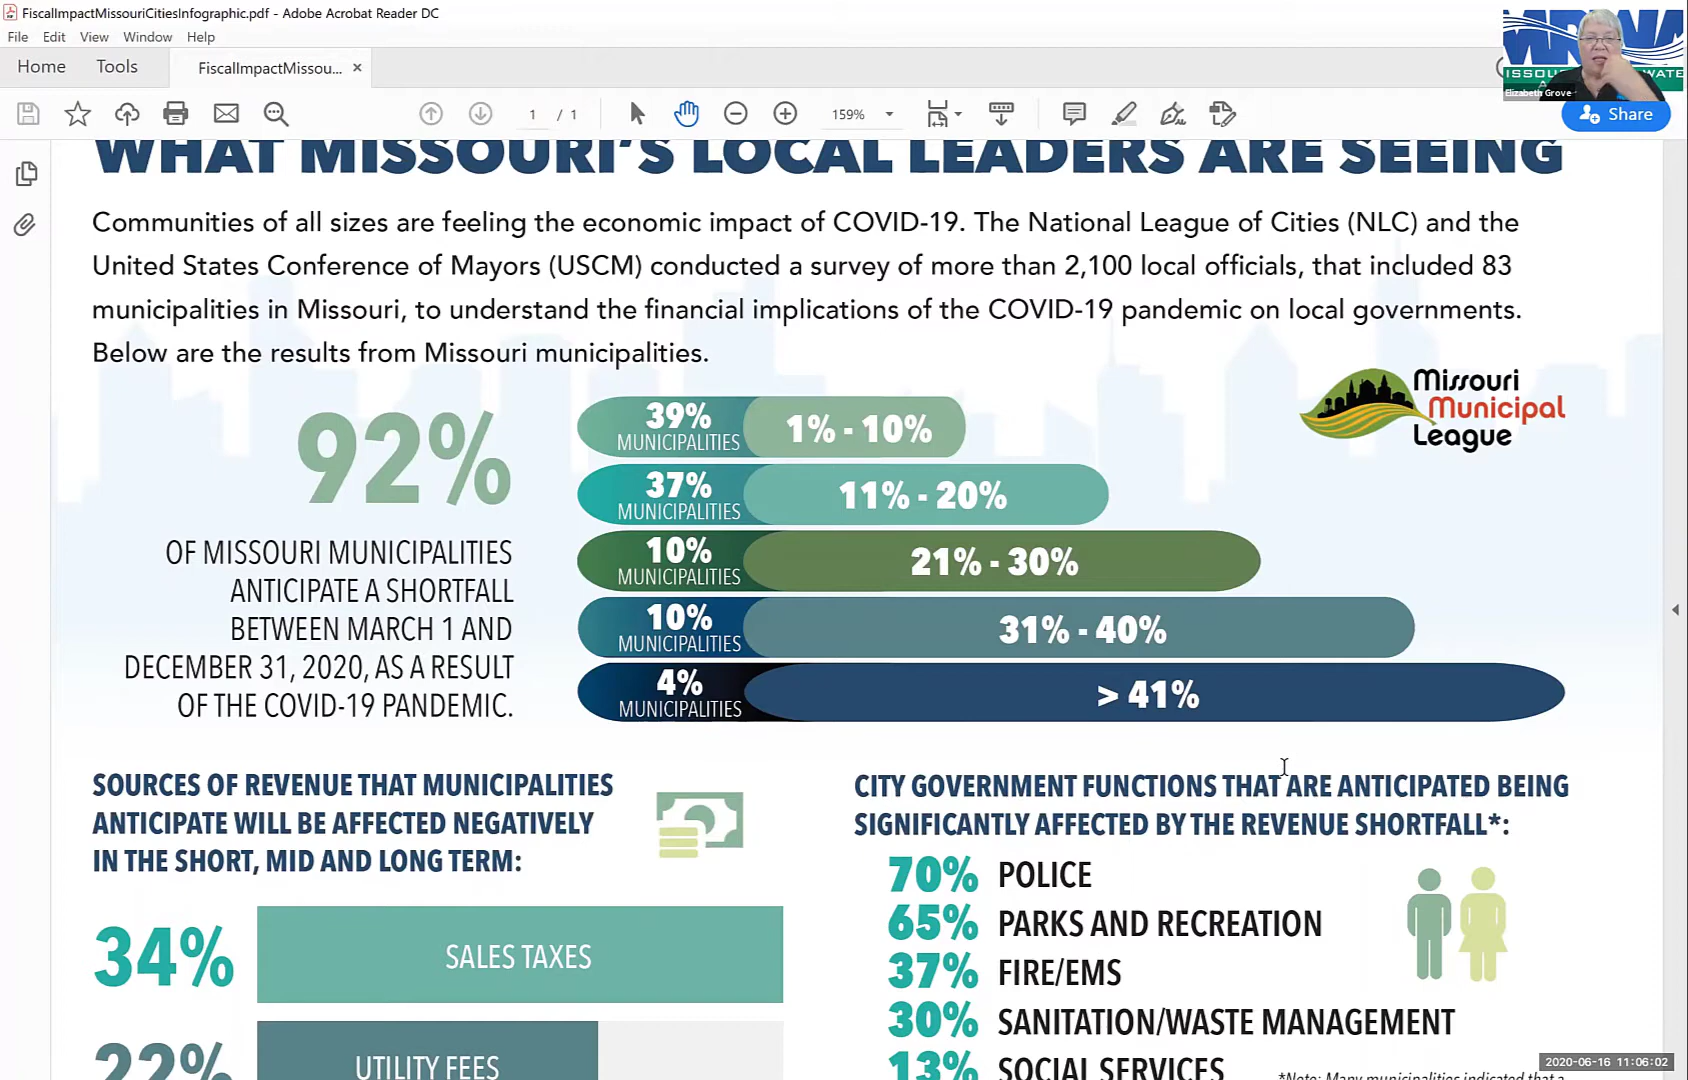 FiscalImpactMissouriCitiesInfographic.pdf - Adobe Acrobat Reader DC
File Edit View Window Help
Home Tools FiscalImpactMissou... ×
1 / 1 159% Share
Elizabeth Grove
WHAT MISSOURI'S LOCAL LEADERS ARE SEEING
Communities of all sizes are feeling the economic impact of COVID-19. The National League of Cities (NLC) and the
United States Conference of Mayors (USCM) conducted a survey of more than 2,100 local officials, that included 83
municipalities in Missouri, to understand the financial implications of the COVID-19 pandemic on local governments.
Below are the results from Missouri municipalities.
Missouri
Municipal
League
92%
OF MISSOURI MUNICIPALITIES
ANTICIPATE A SHORTFALL
BETWEEN MARCH 1 AND
DECEMBER 31, 2020, AS A RESULT
OF THE COVID-19 PANDEMIC.
39%
MUNICIPALITIES
1% - 10%
37%
MUNICIPALITIES
11% - 20%
10%
MUNICIPALITIES
21% - 30%
10%
MUNICIPALITIES
31% - 40%
4%
MUNICIPALITIES
> 41%
SOURCES OF REVENUE THAT MUNICIPALITIES
ANTICIPATE WILL BE AFFECTED NEGATIVELY
IN THE SHORT, MID AND LONG TERM:
34% SALES TAXES
22% UTILITY FEES
CITY GOVERNMENT FUNCTIONS THAT ARE ANTICIPATED BEING
SIGNIFICANTLY AFFECTED BY THE REVENUE SHORTFALL*:
70% POLICE
65% PARKS AND RECREATION
37% FIRE/EMS
30% SANITATION/WASTE MANAGEMENT
13% SOCIAL SERVICES
*Note: Many municipalities indicated that a
2020-06-16 11:06:02